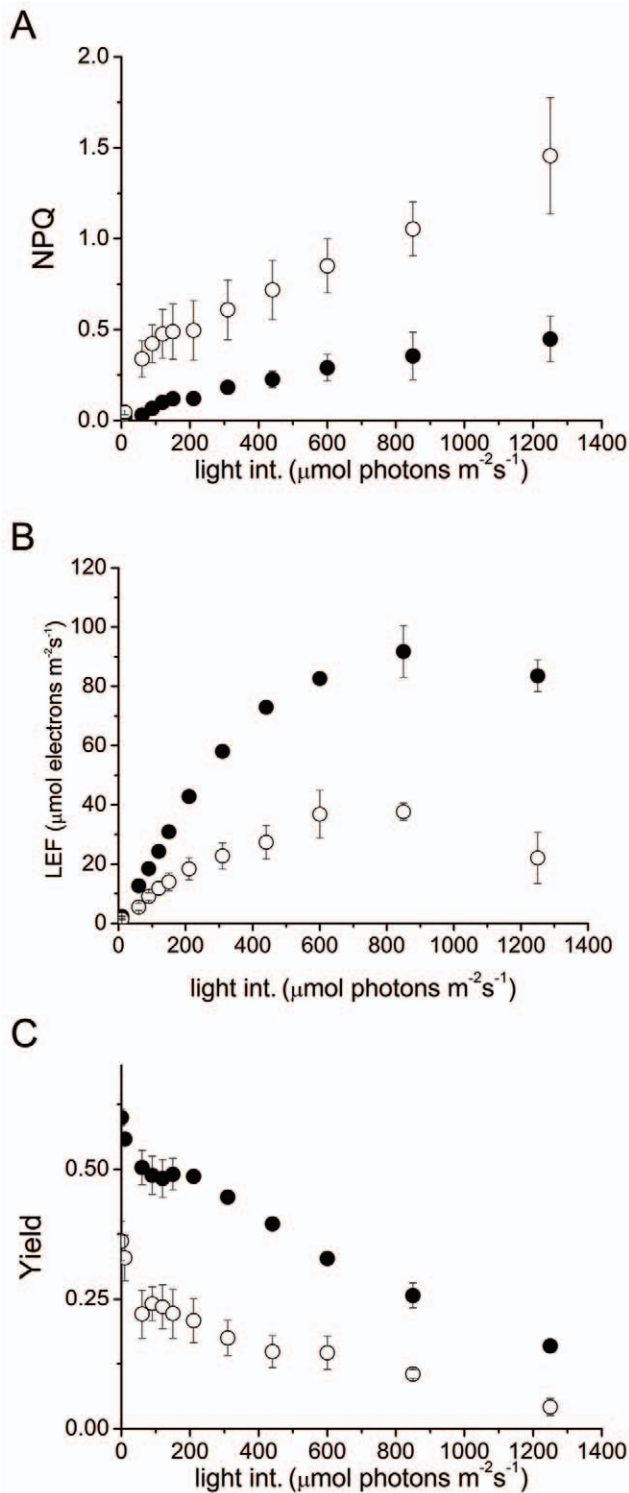 A
2.0
1.5
NPQ
1.0
0.5
0.0
0 200 400 600 800 1000 1200 1400
light int. (μmol photons m⁻²s⁻¹)
B
120
100
80
LEF (μmol electrons m⁻²s⁻¹)
60
40
20
0
0 200 400 600 800 1000 1200 1400
light int. (μmol photons m⁻²s⁻¹)
C
0.50
Yield
0.25
0.00
0 200 400 600 800 1000 1200 1400
light int. (μmol photons m⁻²s⁻¹)